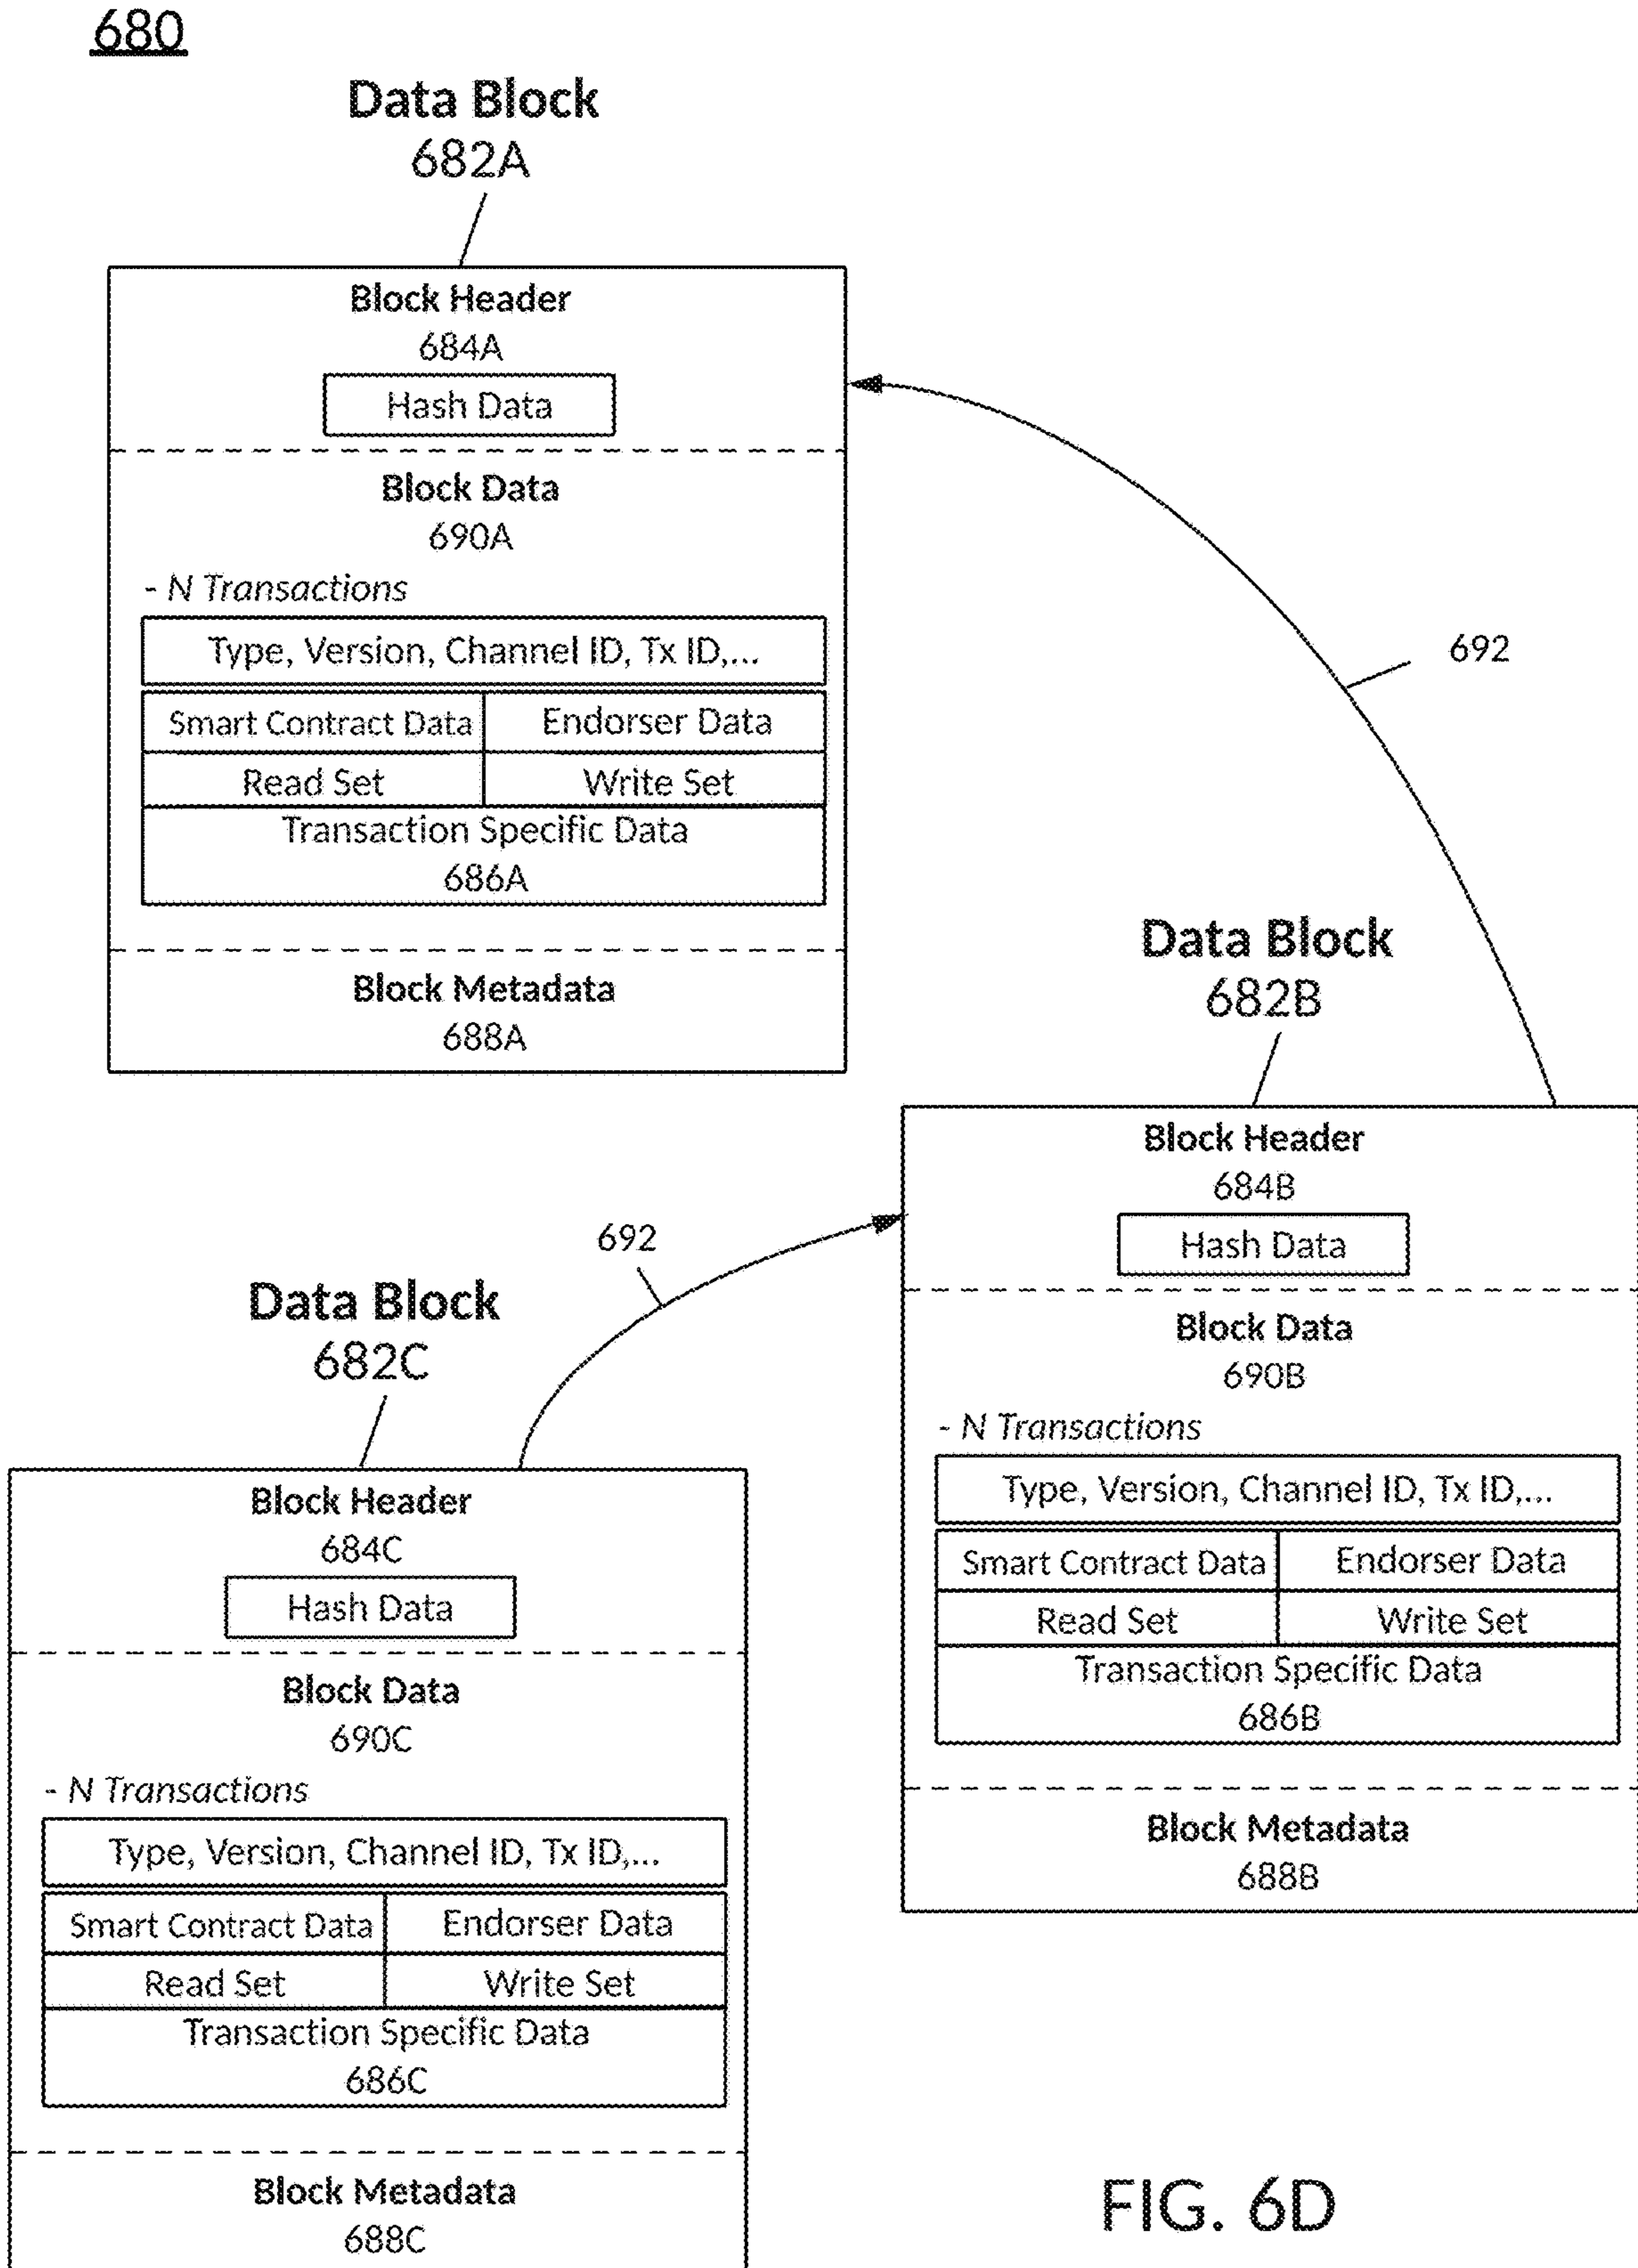 680
Data Block
682A
Block Header
684A
Hash Data
Block Data
690A
- N Transactions
Type, Version, Channel ID, Tx ID,...
Smart Contract Data
Endorser Data
Read Set
Write Set
Transaction Specific Data
686A
Block Metadata
688A
692
Data Block
682B
Block Header
684B
Hash Data
Block Data
690B
- N Transactions
Type, Version, Channel ID, Tx ID,...
Smart Contract Data
Endorser Data
Read Set
Write Set
Transaction Specific Data
686B
Block Metadata
688B
692
Data Block
682C
Block Header
684C
Hash Data
Block Data
690C
- N Transactions
Type, Version, Channel ID, Tx ID,...
Smart Contract Data
Endorser Data
Read Set
Write Set
Transaction Specific Data
686C
Block Metadata
688C
FIG. 6D